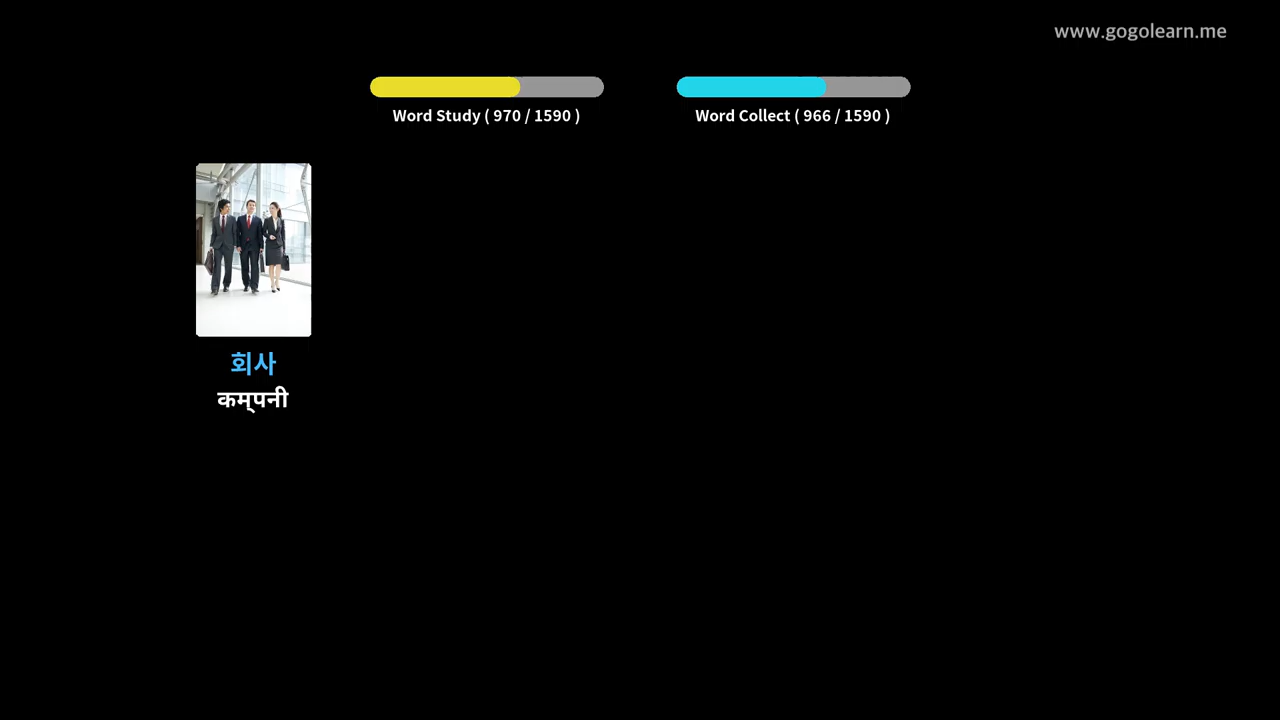 www.gogolearn.me
Word Study ( 970 / 1590 )
Word Collect ( 966 / 1590 )
회사
कम्पनी